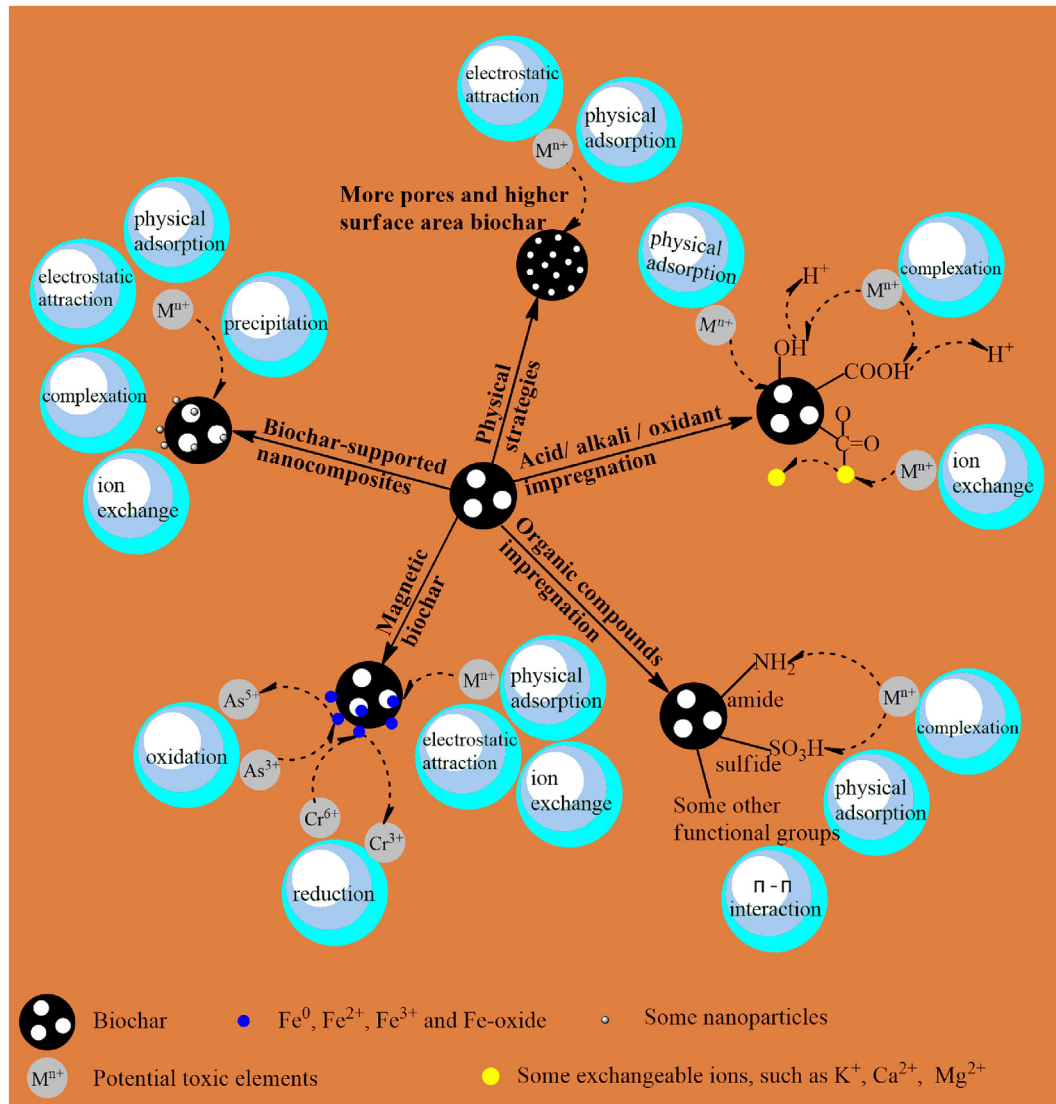 electrostatic
attraction
physical
adsorption
Mⁿ⁺
More pores and higher
surface area biochar
physical
adsorption
electrostatic
attraction
Mⁿ⁺
precipitation
complexation
ion
exchange
Biochar-supported
nanocomposites
Physical
strategies
physical
adsorption
Mⁿ⁺
H⁺
Mⁿ⁺
complexation
OH
COOH
H⁺
O
C=O
Mⁿ⁺
ion
exchange
Acid/ alkali / oxidant
impregnation
Magnetic
biochar
Organic compounds
impregnation
As⁵⁺
oxidation
As³⁺
Cr⁶⁺
Cr³⁺
reduction
Mⁿ⁺
physical
adsorption
electrostatic
attraction
ion
exchange
NH₂
amide
Mⁿ⁺
complexation
SO₃H
sulfide
physical
adsorption
Some other
functional groups
п - п
interaction
Biochar
Fe⁰, Fe²⁺, Fe³⁺ and Fe-oxide
Some nanoparticles
Mⁿ⁺
Potential toxic elements
Some exchangeable ions, such as K⁺, Ca²⁺, Mg²⁺